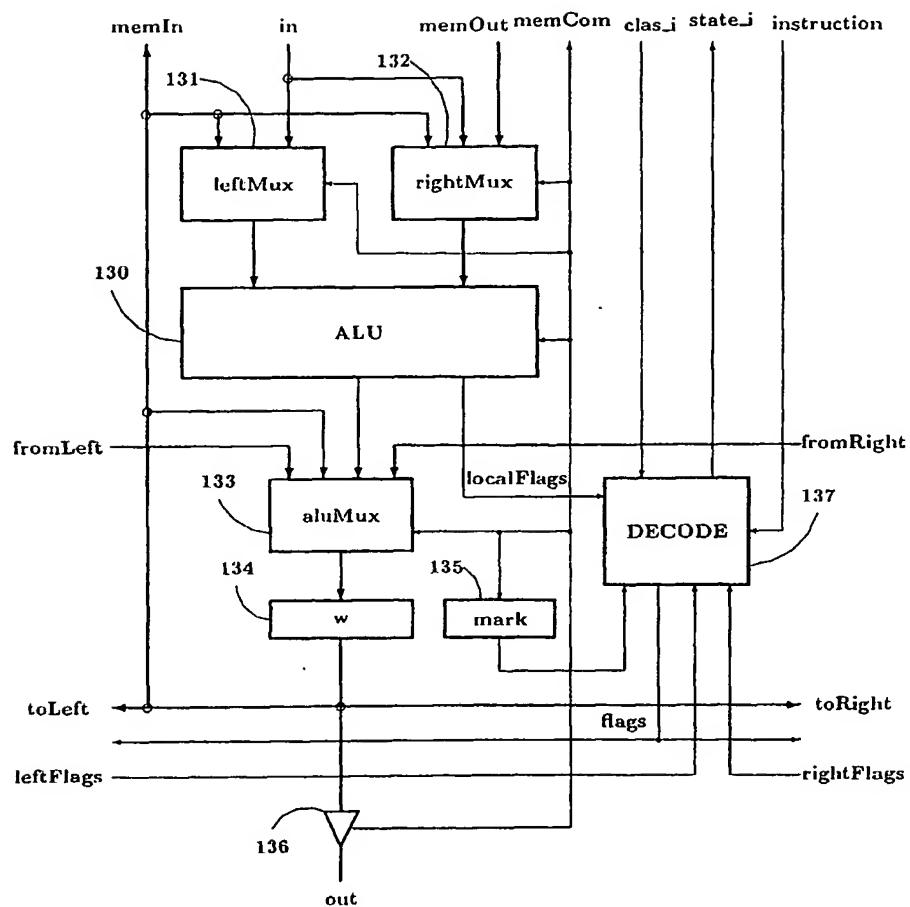 memIn in memOut memCom clas_i state_i instruction
131 132
leftMux rightMux
130
ALU
fromLeft fromRight
localFlags
133 137
aluMux DECODE
134 135
w mark
toLeft toRight
flags
leftFlags rightFlags
136
out